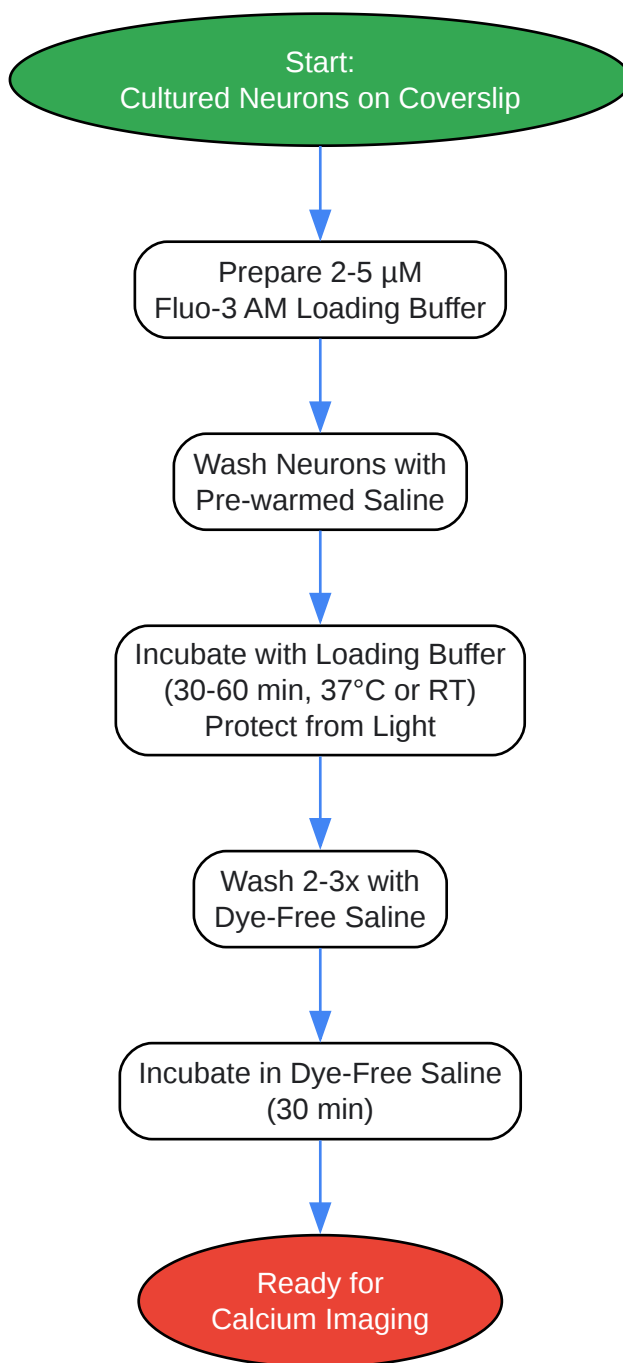 Start:
Cultured Neurons on Coverslip
Prepare 2-5 µM
Fluo-3 AM Loading Buffer
Wash Neurons with
Pre-warmed Saline
Incubate with Loading Buffer
(30-60 min, 37°C or RT)
Protect from Light
Wash 2-3x with
Dye-Free Saline
Incubate in Dye-Free Saline
(30 min)
Ready for
Calcium Imaging